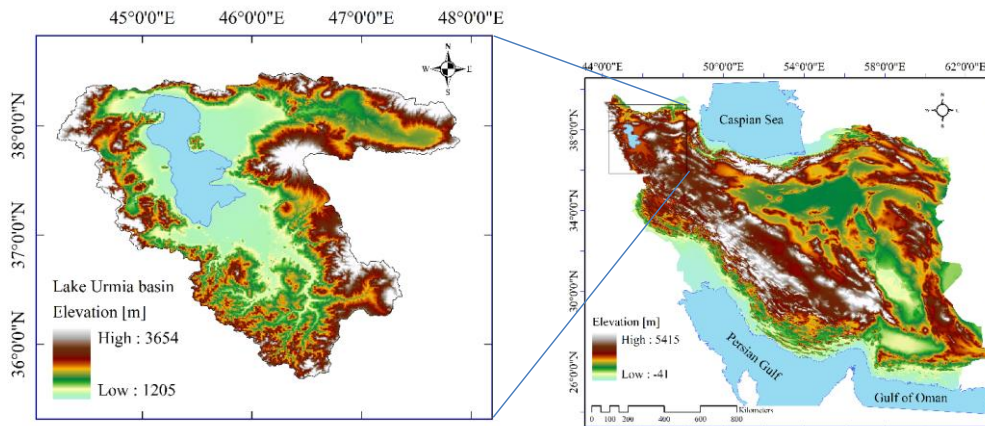 45°0'0"E 46°0'0"E 47°0'0"E 48°0'0"E
38°0'0"N
37°0'0"N
36°0'0"N
N
W E
S
Lake Urmia basin
Elevation [m]
High : 3654
Low : 1205
44°0'0"E 50°0'0"E 54°0'0"E 58°0'0"E 62°0'0"E
38°0'0"N
34°0'0"N
30°0'0"N
26°0'0"N
N
W E
S
Caspian Sea
Persian Gulf
Gulf of Oman
Elevation [m]
High : 5415
Low : -41
0 100 200 400 600 800
Kilometers